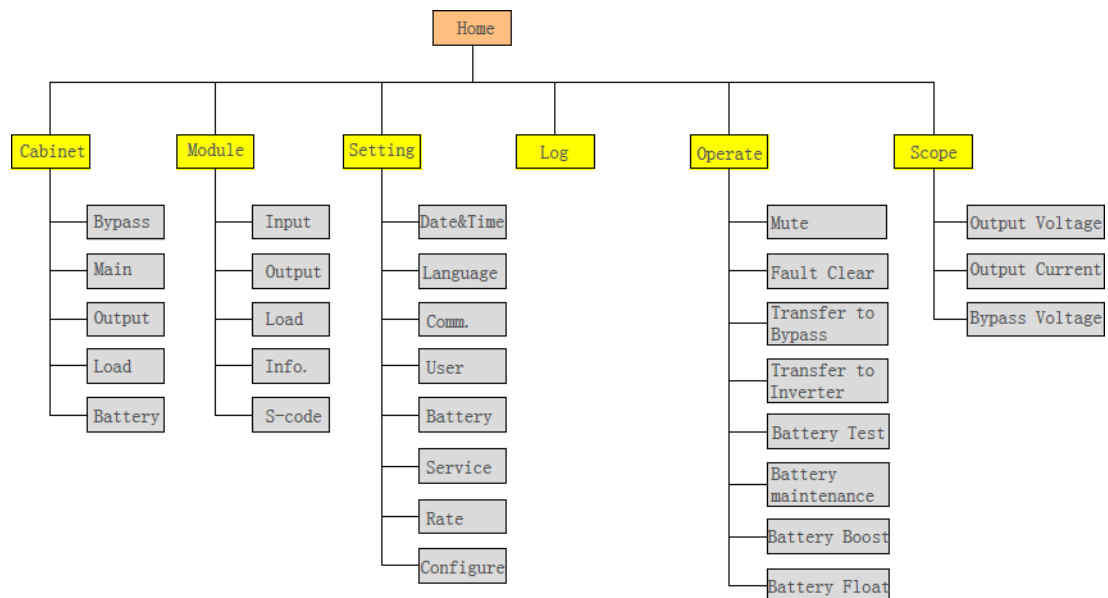 Home
Cabinet
Module
Setting
Log
Operate
Scope
Bypass
Main
Output
Load
Battery
Input
Output
Load
Info.
S-code
Date&Time
Language
Comm.
User
Battery
Service
Rate
Configure
Mute
Fault Clear
Transfer to
Bypass
Transfer to
Inverter
Battery Test
Battery
maintenance
Battery Boost
Battery Float
Output Voltage
Output Current
Bypass Voltage